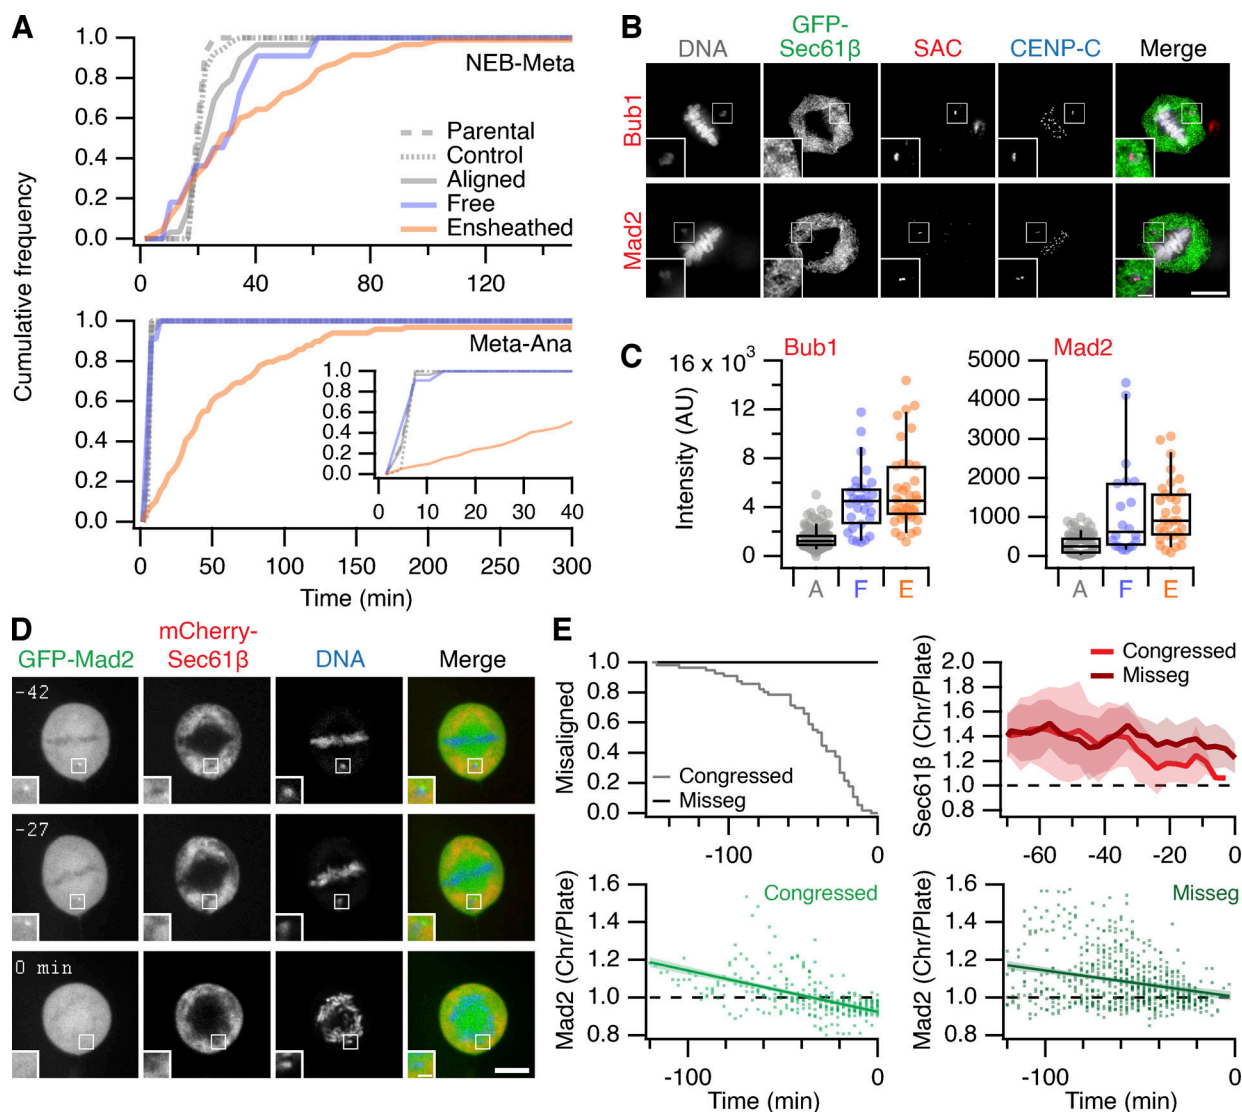 A
Cumulative frequency
1.0
0.8
0.6
0.4
0.2
0.0
NEB-Meta
Parental
Control
Aligned
Free
Ensheathed
0 40 80 120
1.0
0.8
0.6
0.4
0.2
0.0
Meta-Ana
1.0
0.8
0.6
0.4
0.2
0.0
0 10 20 30 40
0 50 100 150 200 250 300
Time (min)
B
DNA
GFP-
Sec61β
SAC
CENP-C
Merge
Bub1
Mad2
C
Bub1
Intensity (AU)
16 x 10³
12
8
4
0
A F E
Mad2
5000
4000
3000
2000
1000
0
A F E
D
GFP-Mad2
mCherry-
Sec61β
DNA
Merge
-42
-27
0 min
E
Misaligned
1.0
0.8
0.6
0.4
0.2
0.0
Congressed
Misseg
-100 0
Sec61β (Chr/Plate)
2.0
1.8
1.6
1.4
1.2
1.0
0.8
Congressed
Misseg
-60 -40 -20 0
Mad2 (Chr/Plate)
1.6
1.4
1.2
1.0
0.8
Congressed
-100 0
Time (min)
Mad2 (Chr/Plate)
1.6
1.4
1.2
1.0
0.8
Misseg
-100 0
Time (min)